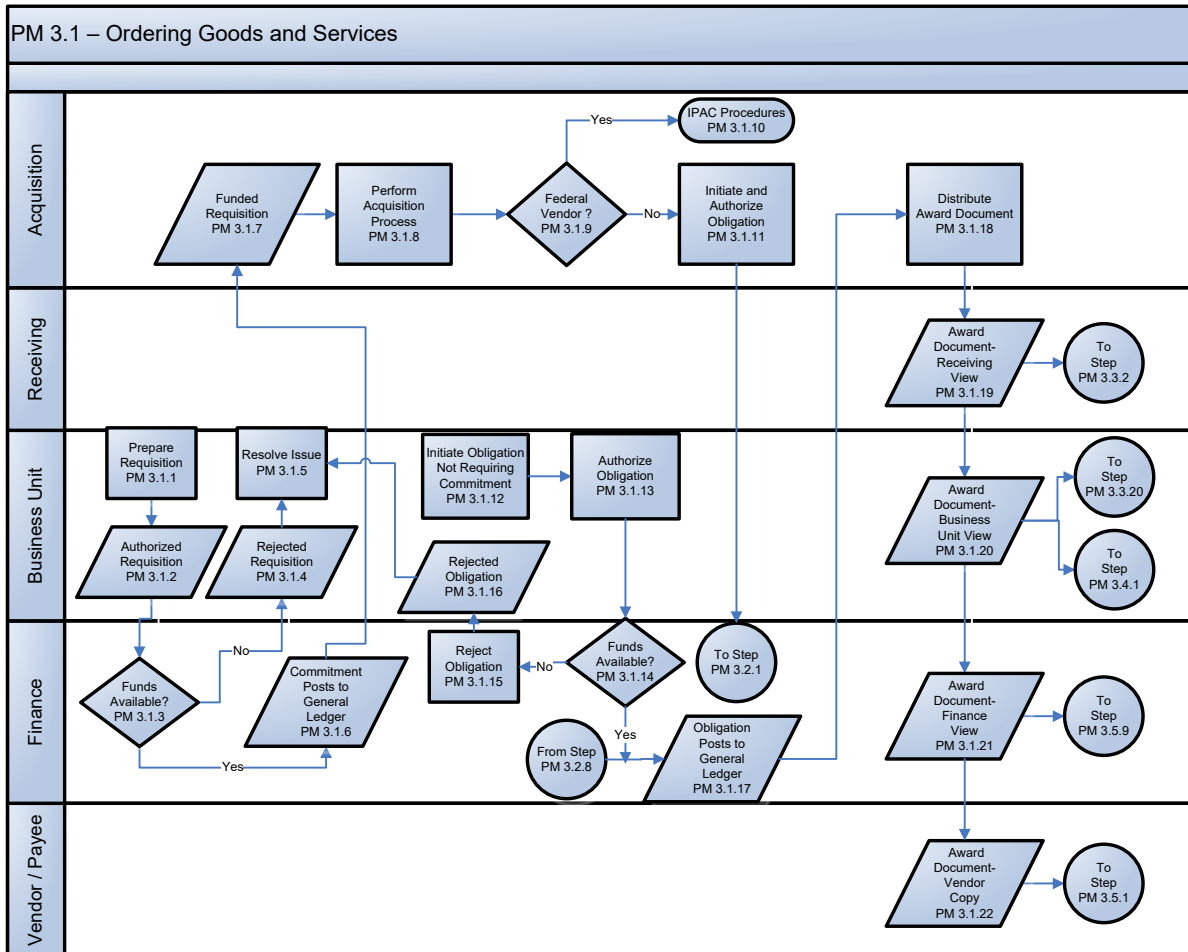 PM 3.1 – Ordering Goods and Services
Acquisition
IPAC Procedures
PM 3.1.10
Yes
Funded
Requisition
PM 3.1.7
Perform
Acquisition
Process
PM 3.1.8
Federal
Vendor ?
PM 3.1.9
No
Initiate and
Authorize
Obligation
PM 3.1.11
Distribute
Award Document
PM 3.1.18
Receiving
Award
Document-
Receiving
View
PM 3.1.19
To
Step
PM 3.3.2
Business Unit
Prepare
Requisition
PM 3.1.1
Resolve Issue
PM 3.1.5
Initiate Obligation
Not Requiring
Commitment
PM 3.1.12
Authorize
Obligation
PM 3.1.13
Authorized
Requisition
PM 3.1.2
Rejected
Requisition
PM 3.1.4
Rejected
Obligation
PM 3.1.16
Award
Document-
Business
Unit View
PM 3.1.20
To
Step
PM 3.3.20
To
Step
PM 3.4.1
Finance
Funds
Available?
PM 3.1.3
No
Yes
Commitment
Posts to
General
Ledger
PM 3.1.6
Reject
Obligation
PM 3.1.15
No
Funds
Available?
PM 3.1.14
Yes
To Step
PM 3.2.1
From Step
PM 3.2.8
Obligation
Posts to
General
Ledger
PM 3.1.17
Award
Document-
Finance
View
PM 3.1.21
To
Step
PM 3.5.9
Vendor / Payee
Award
Document-
Vendor
Copy
PM 3.1.22
To
Step
PM 3.5.1